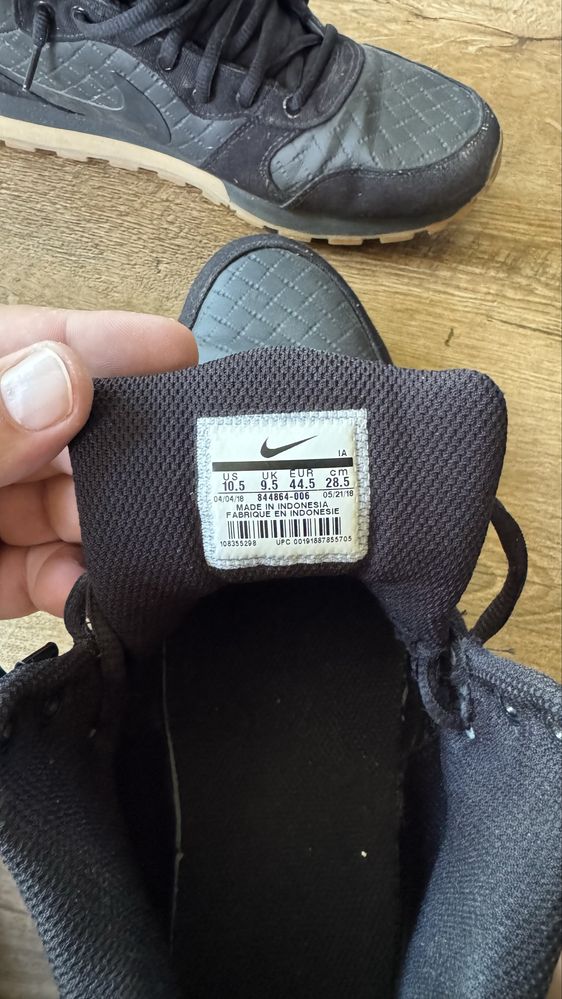 IA
US UK EUR cm
10.5 9.5 44.5 28.5
04/04/18 844864-006 05/21/18
MADE IN INDONESIA
FABRIQUE EN INDONESIE
108355298 UPC 00191887855705